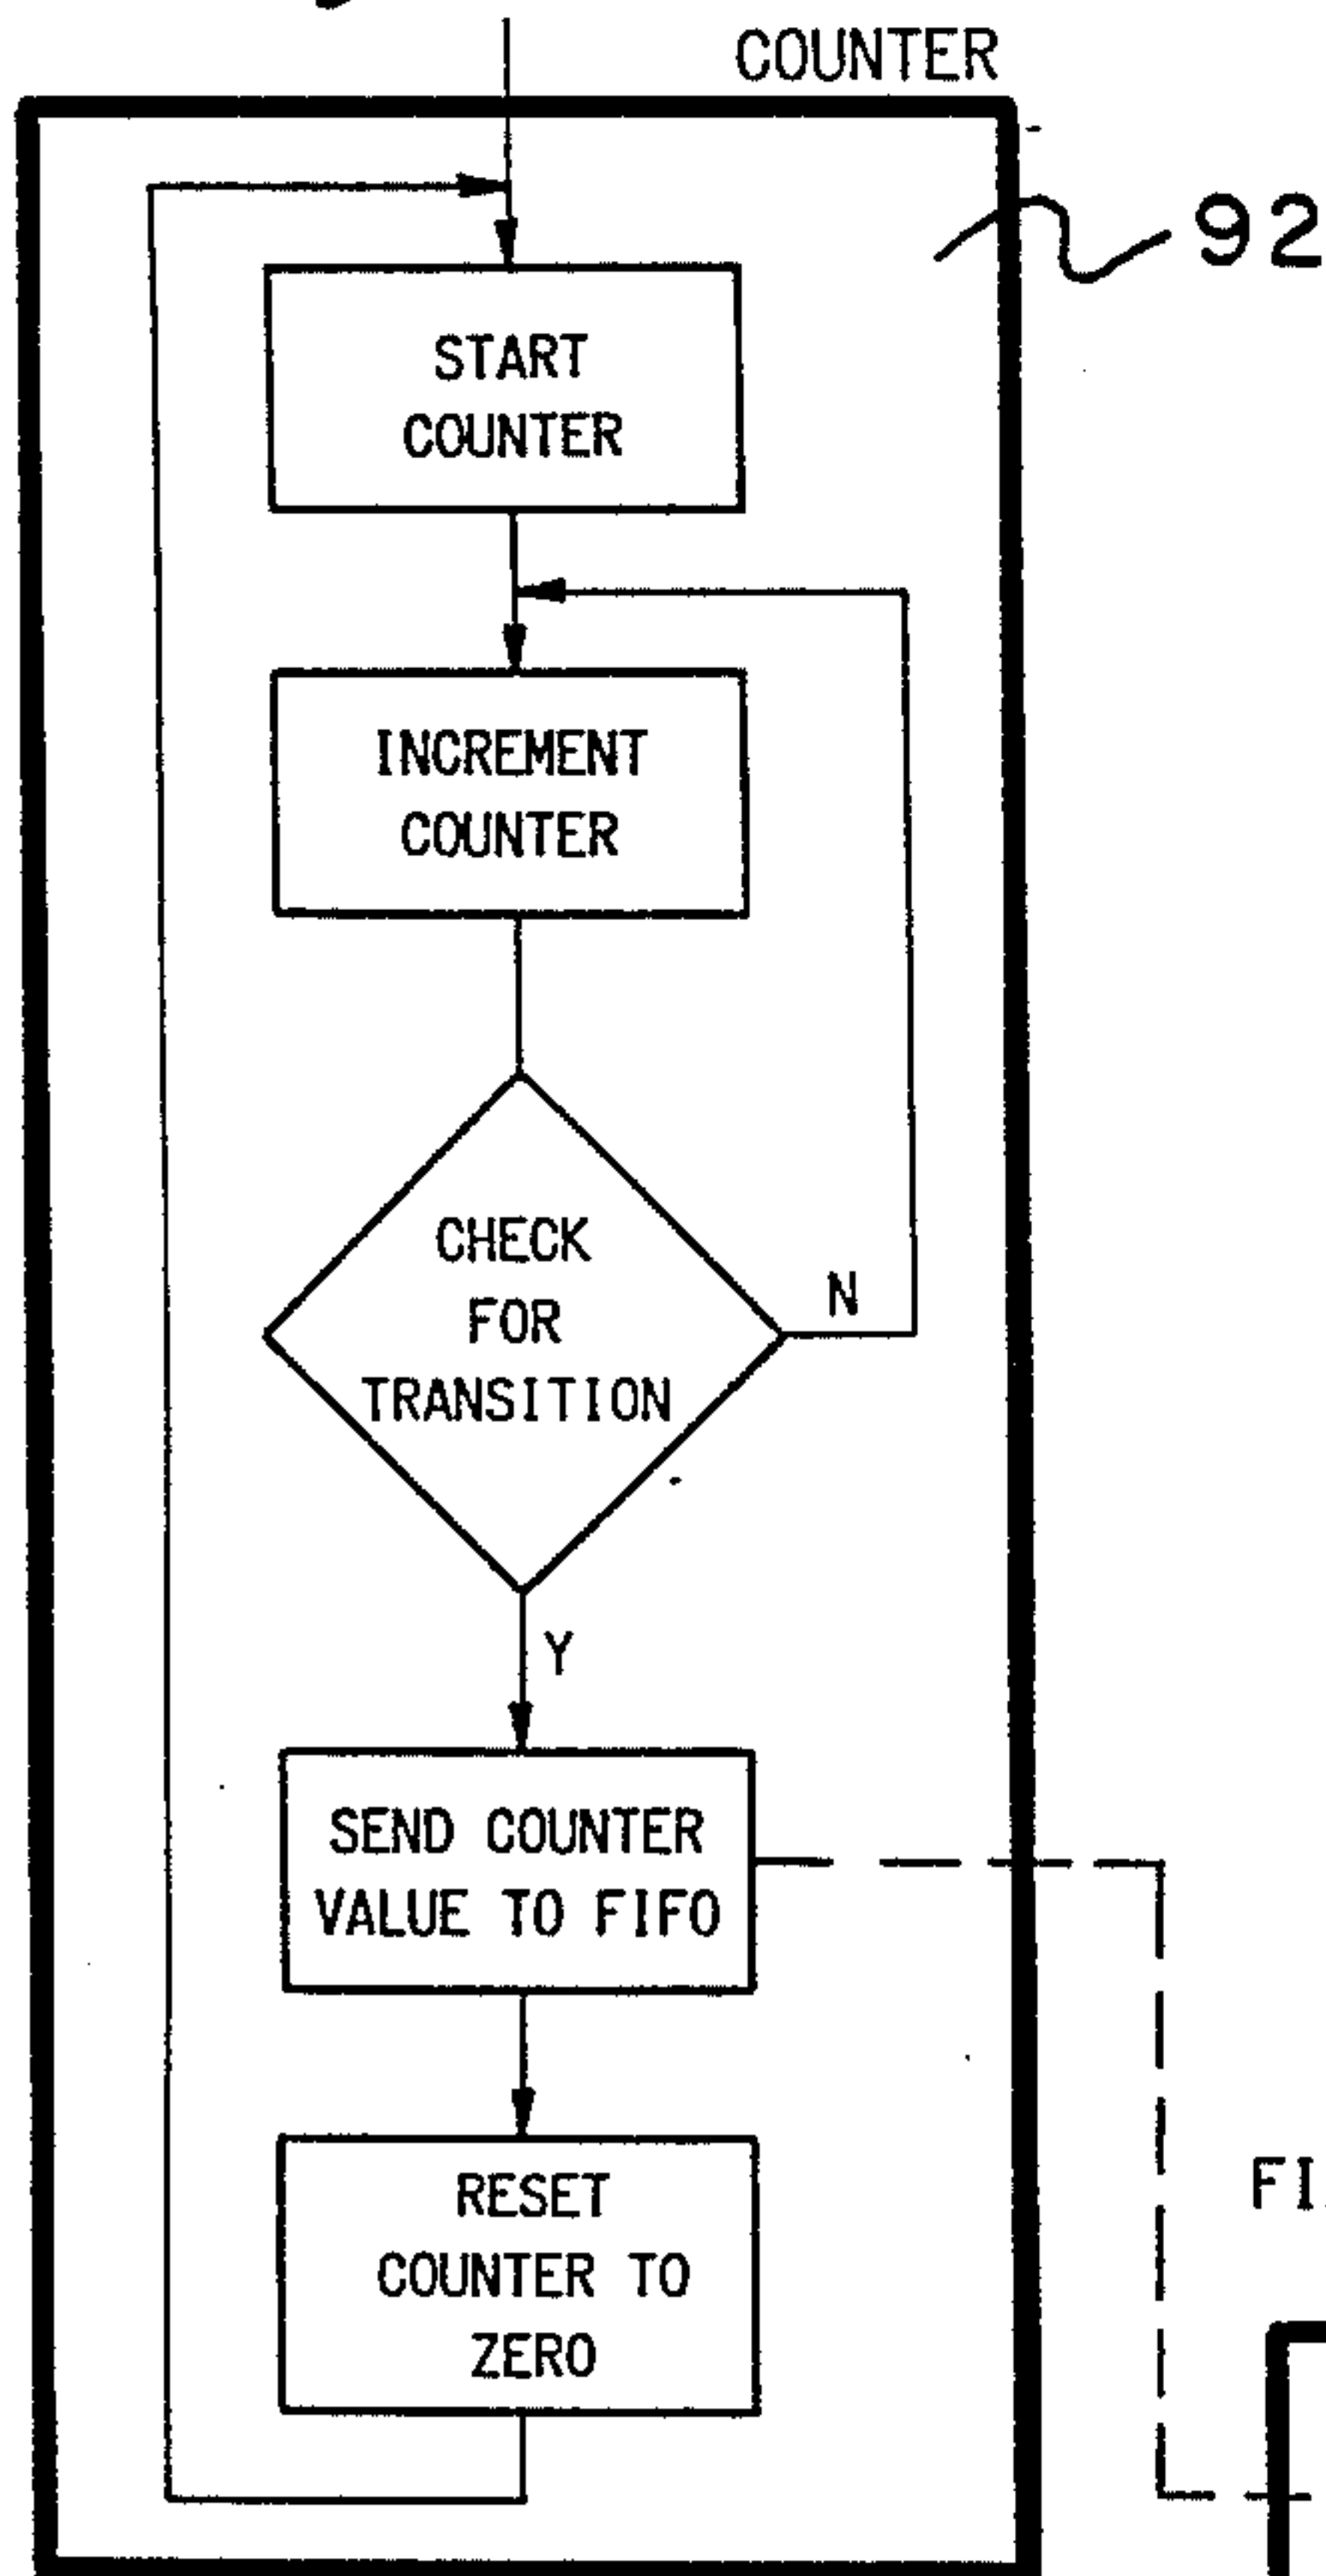 COUNTER
92
START
COUNTER
INCREMENT
COUNTER
CHECK
FOR
TRANSITION
N
Y
SEND COUNTER
VALUE TO FIFO
RESET
COUNTER TO
ZERO